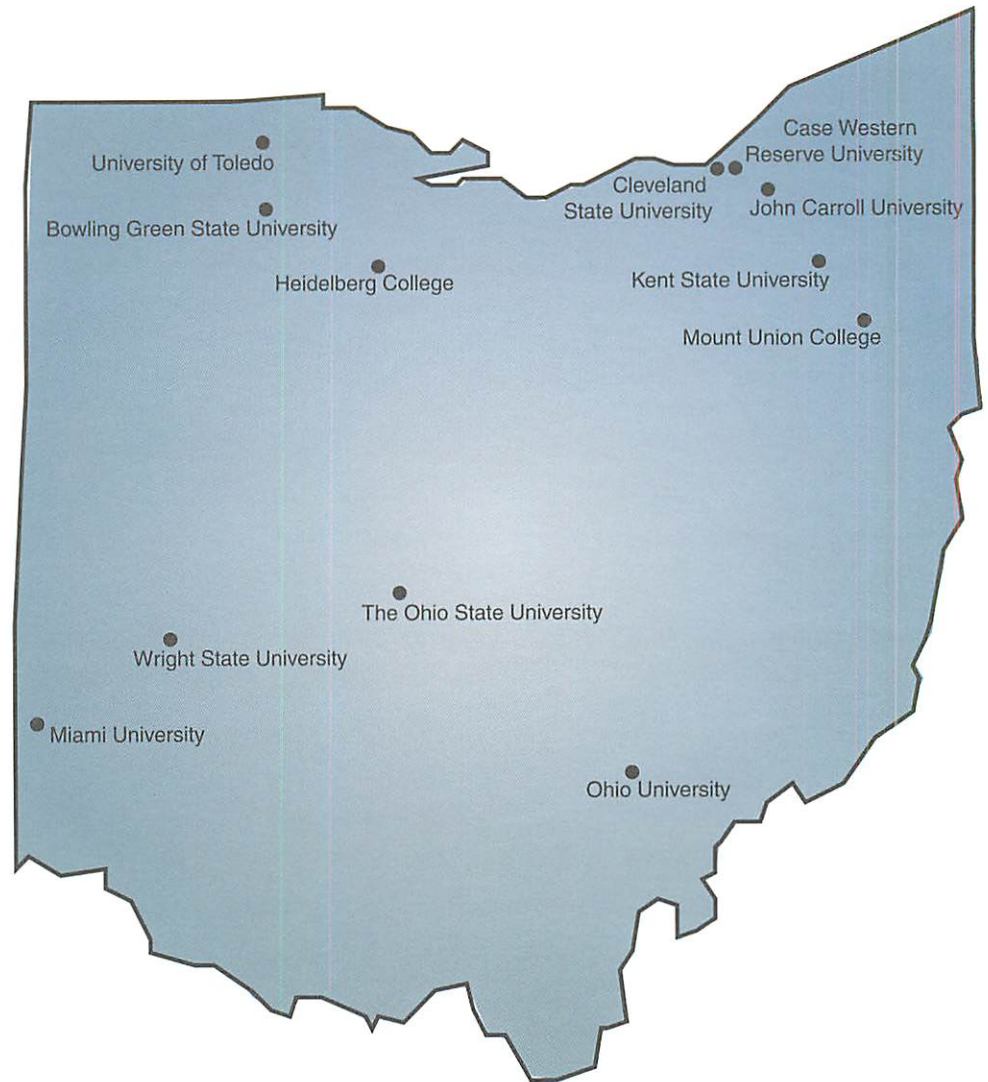 Case Western
Reserve University
University of Toledo
Cleveland
State University
John Carroll University
Bowling Green State University
Heidelberg College
Kent State University
Mount Union College
The Ohio State University
Wright State University
Miami University
Ohio University